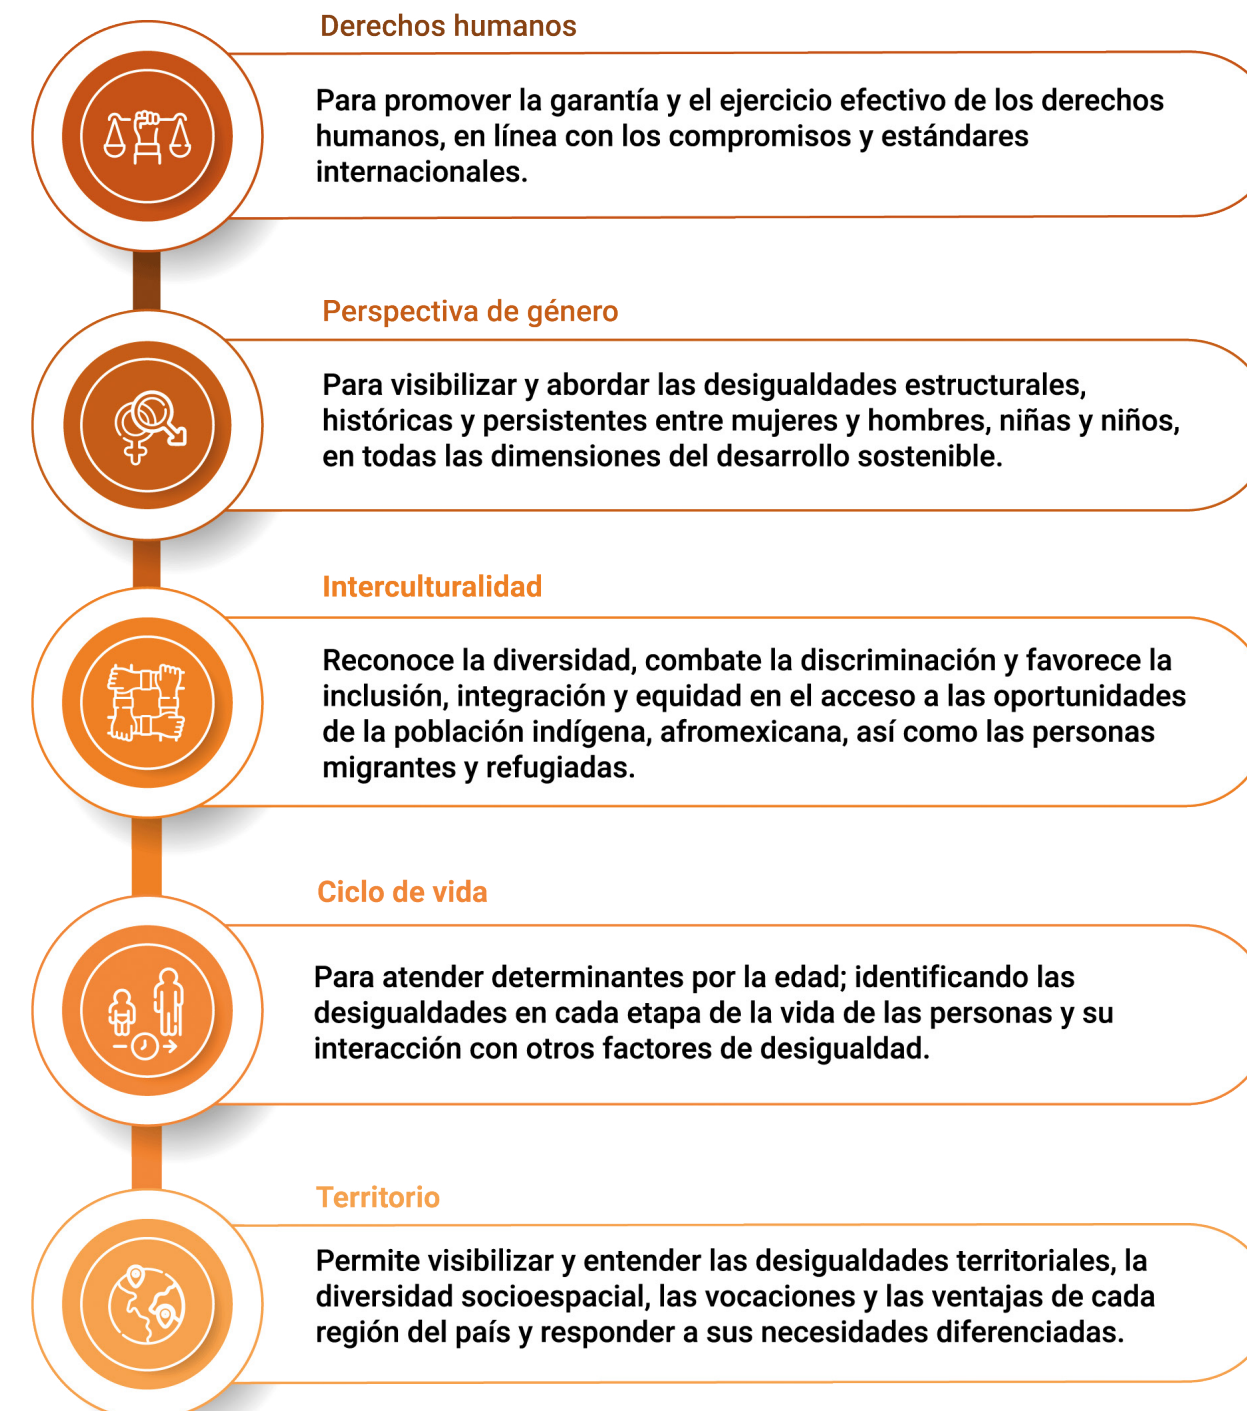 Derechos humanos
Para promover la garantía y el ejercicio efectivo de los derechos
humanos, en línea con los compromisos y estándares
internacionales.
Perspectiva de género
Para visibilizar y abordar las desigualdades estructurales,
históricas y persistentes entre mujeres y hombres, niñas y niños,
en todas las dimensiones del desarrollo sostenible.
Interculturalidad
Reconoce la diversidad, combate la discriminación y favorece la
inclusión, integración y equidad en el acceso a las oportunidades
de la población indígena, afromexicana, así como las personas
migrantes y refugiadas.
Ciclo de vida
Para atender determinantes por la edad; identificando las
desigualdades en cada etapa de la vida de las personas y su
interacción con otros factores de desigualdad.
Territorio
Permite visibilizar y entender las desigualdades territoriales, la
diversidad socioespacial, las vocaciones y las ventajas de cada
región del país y responder a sus necesidades diferenciadas.